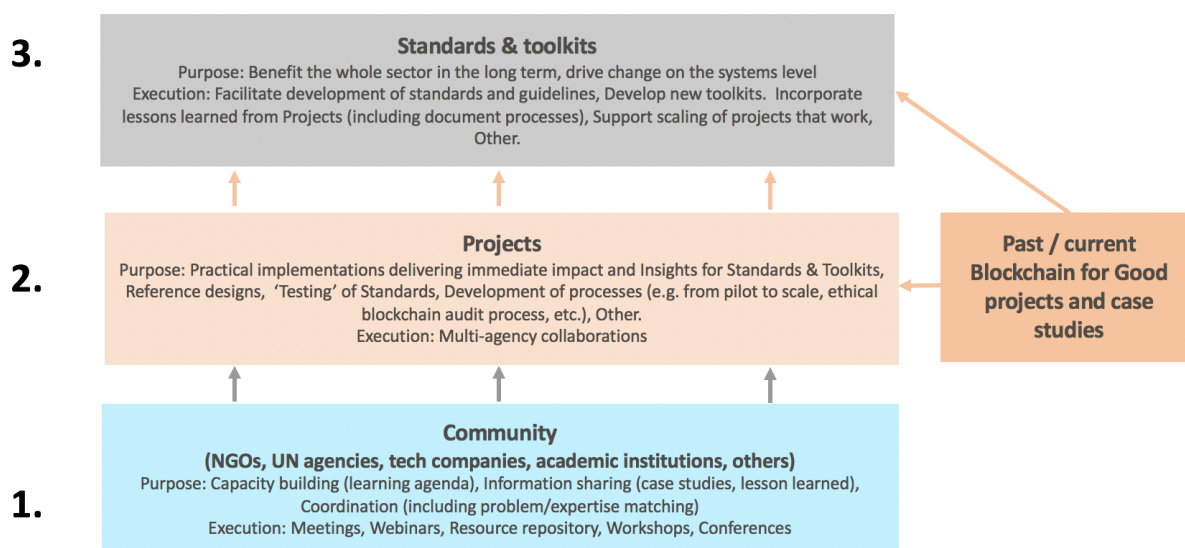 3.
Standards & toolkits
Purpose: Benefit the whole sector in the long term, drive change on the systems level
Execution: Facilitate development of standards and guidelines, Develop new toolkits.  Incorporate
lessons learned from Projects (including document processes), Support scaling of projects that work,
Other.
2.
Projects
Purpose: Practical implementations delivering immediate impact and Insights for Standards & Toolkits,
Reference designs,  ‘Testing’ of Standards, Development of processes (e.g. from pilot to scale, ethical
blockchain audit process, etc.), Other.
Execution: Multi-agency collaborations
Past / current
Blockchain for Good
projects and case
studies
1.
Community
(NGOs, UN agencies, tech companies, academic institutions, others)
Purpose: Capacity building (learning agenda), Information sharing (case studies, lesson learned),
Coordination (including problem/expertise matching)
Execution: Meetings, Webinars, Resource repository, Workshops, Conferences